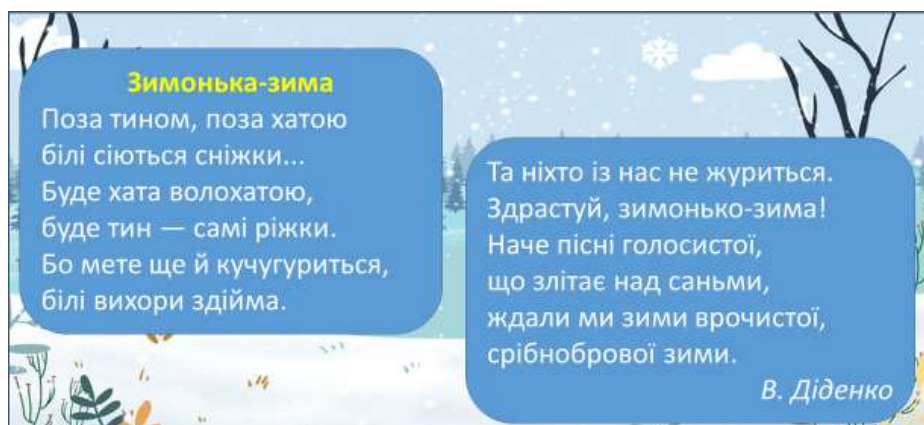 Зимонька-зима
Поза тином, поза хатою
білі сіються сніжки...
Буде хата волохатою,
буде тин — самі ріжки.
Бо мете ще й кучугуриться,
білі вихори здійма.
Та ніхто із нас не журиться.
Здрастуй, зимонько-зима!
Наче пісні голосистої,
що злітає над саньми,
ждали ми зими врочистої,
срібнобрової зими.
В. Діденко